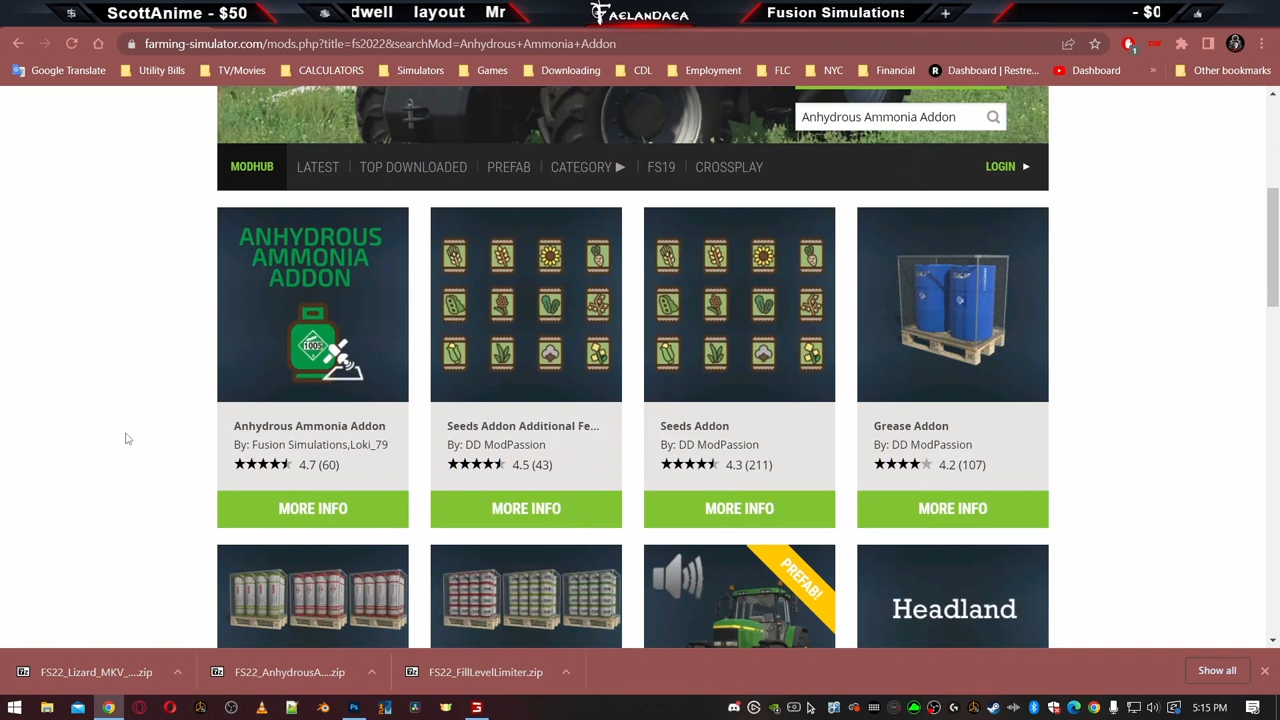 ScottAnime - $50
dwell layout Mr
FAELANDAEA
Fusion Simulations
- $0
farming-simulator.com/mods.php?title=fs2022&searchMod=Anhydrous+Ammonia+Addon
1
Google Translate Utility Bills TV/Movies CALCULATORS Simulators Games Downloading CDL Employment FLC NYC Financial Dashboard | Restre... Dashboard » Other bookmarks
Anhydrous Ammonia Addon
MODHUB LATEST TOP DOWNLOADED PREFAB CATEGORY FS19 CROSSPLAY LOGIN
ANHYDROUS
AMMONIA
ADDON
1005
Anhydrous Ammonia Addon
By: Fusion Simulations,Loki_79
4.7 (60)
MORE INFO
Seeds Addon Additional Fe...
By: DD ModPassion
4.5 (43)
MORE INFO
Seeds Addon
By: DD ModPassion
4.3 (211)
MORE INFO
Grease Addon
By: DD ModPassion
4.2 (107)
MORE INFO
PREFAB!
Headland
FS22_Lizard_MKV_....zip FS22_AnhydrousA....zip FS22_FillLevelLimiter.zip Show all
5:15 PM